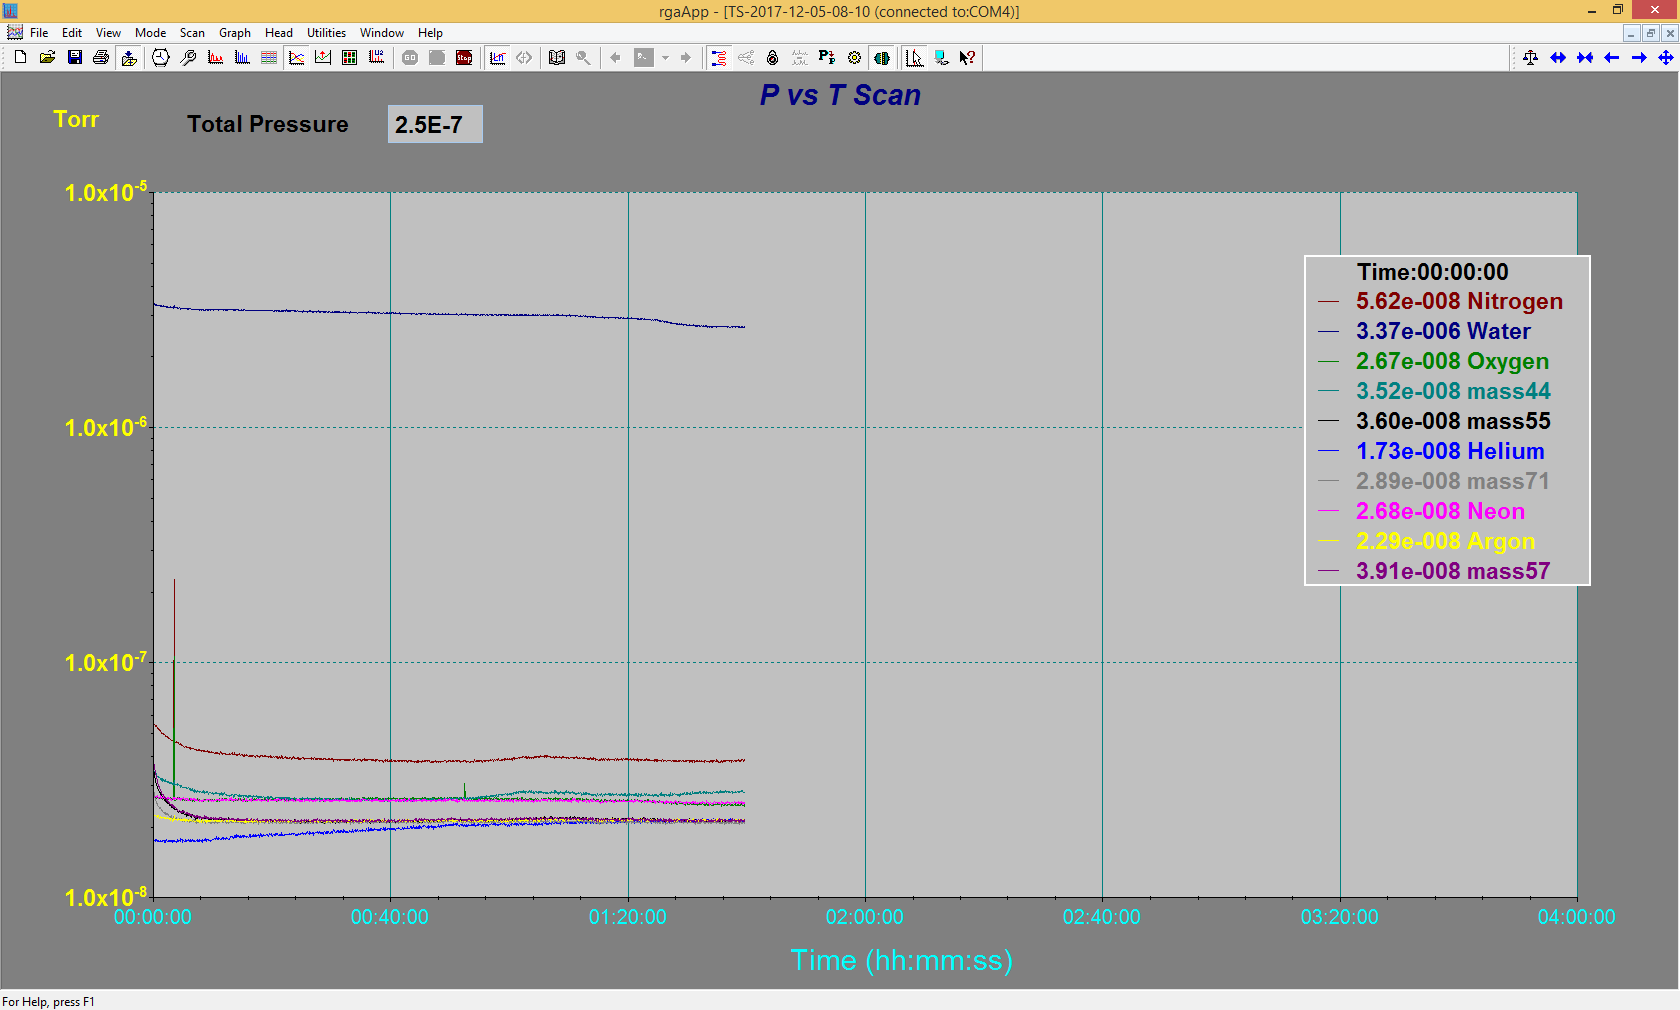 rgaApp - [TS-2017-12-05-08-10 (connected to:COM4)]
File Edit View Mode Scan Graph Head Utilities Window Help
GO Stop
P vs T Scan
Torr
Total Pressure 2.5E-7
1.0x10-5
1.0x10-6
1.0x10-7
1.0x10-8
Time:00:00:00
5.62e-008 Nitrogen
3.37e-006 Water
2.67e-008 Oxygen
3.52e-008 mass44
3.60e-008 mass55
1.73e-008 Helium
2.89e-008 mass71
2.68e-008 Neon
2.29e-008 Argon
3.91e-008 mass57
00:00:00 00:40:00 01:20:00 02:00:00 02:40:00 03:20:00 04:00:00
Time (hh:mm:ss)
For Help, press F1